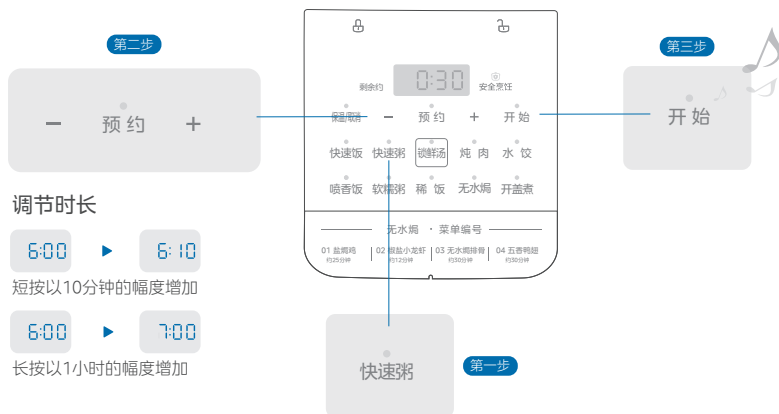 第二步
第三步
剩余约
0:30
安全烹饪
保温/取消
— 预约 +
开始
快速饭 快速粥 锁鲜汤 炖肉 水饺
喷香饭 软糯粥 稀饭 无水焗 开盖煮
无水焗 · 菜单编号
01 盐焗鸡 02 椒盐小龙虾 03 无水焗排骨 04 五香鸭翅
约25分钟 约12分钟 约30分钟 约30分钟
— 预约 +
开始
调节时长
6:00 6:10
短按以10分钟的幅度增加
6:00 7:00
长按以1小时的幅度增加
快速粥
第一步